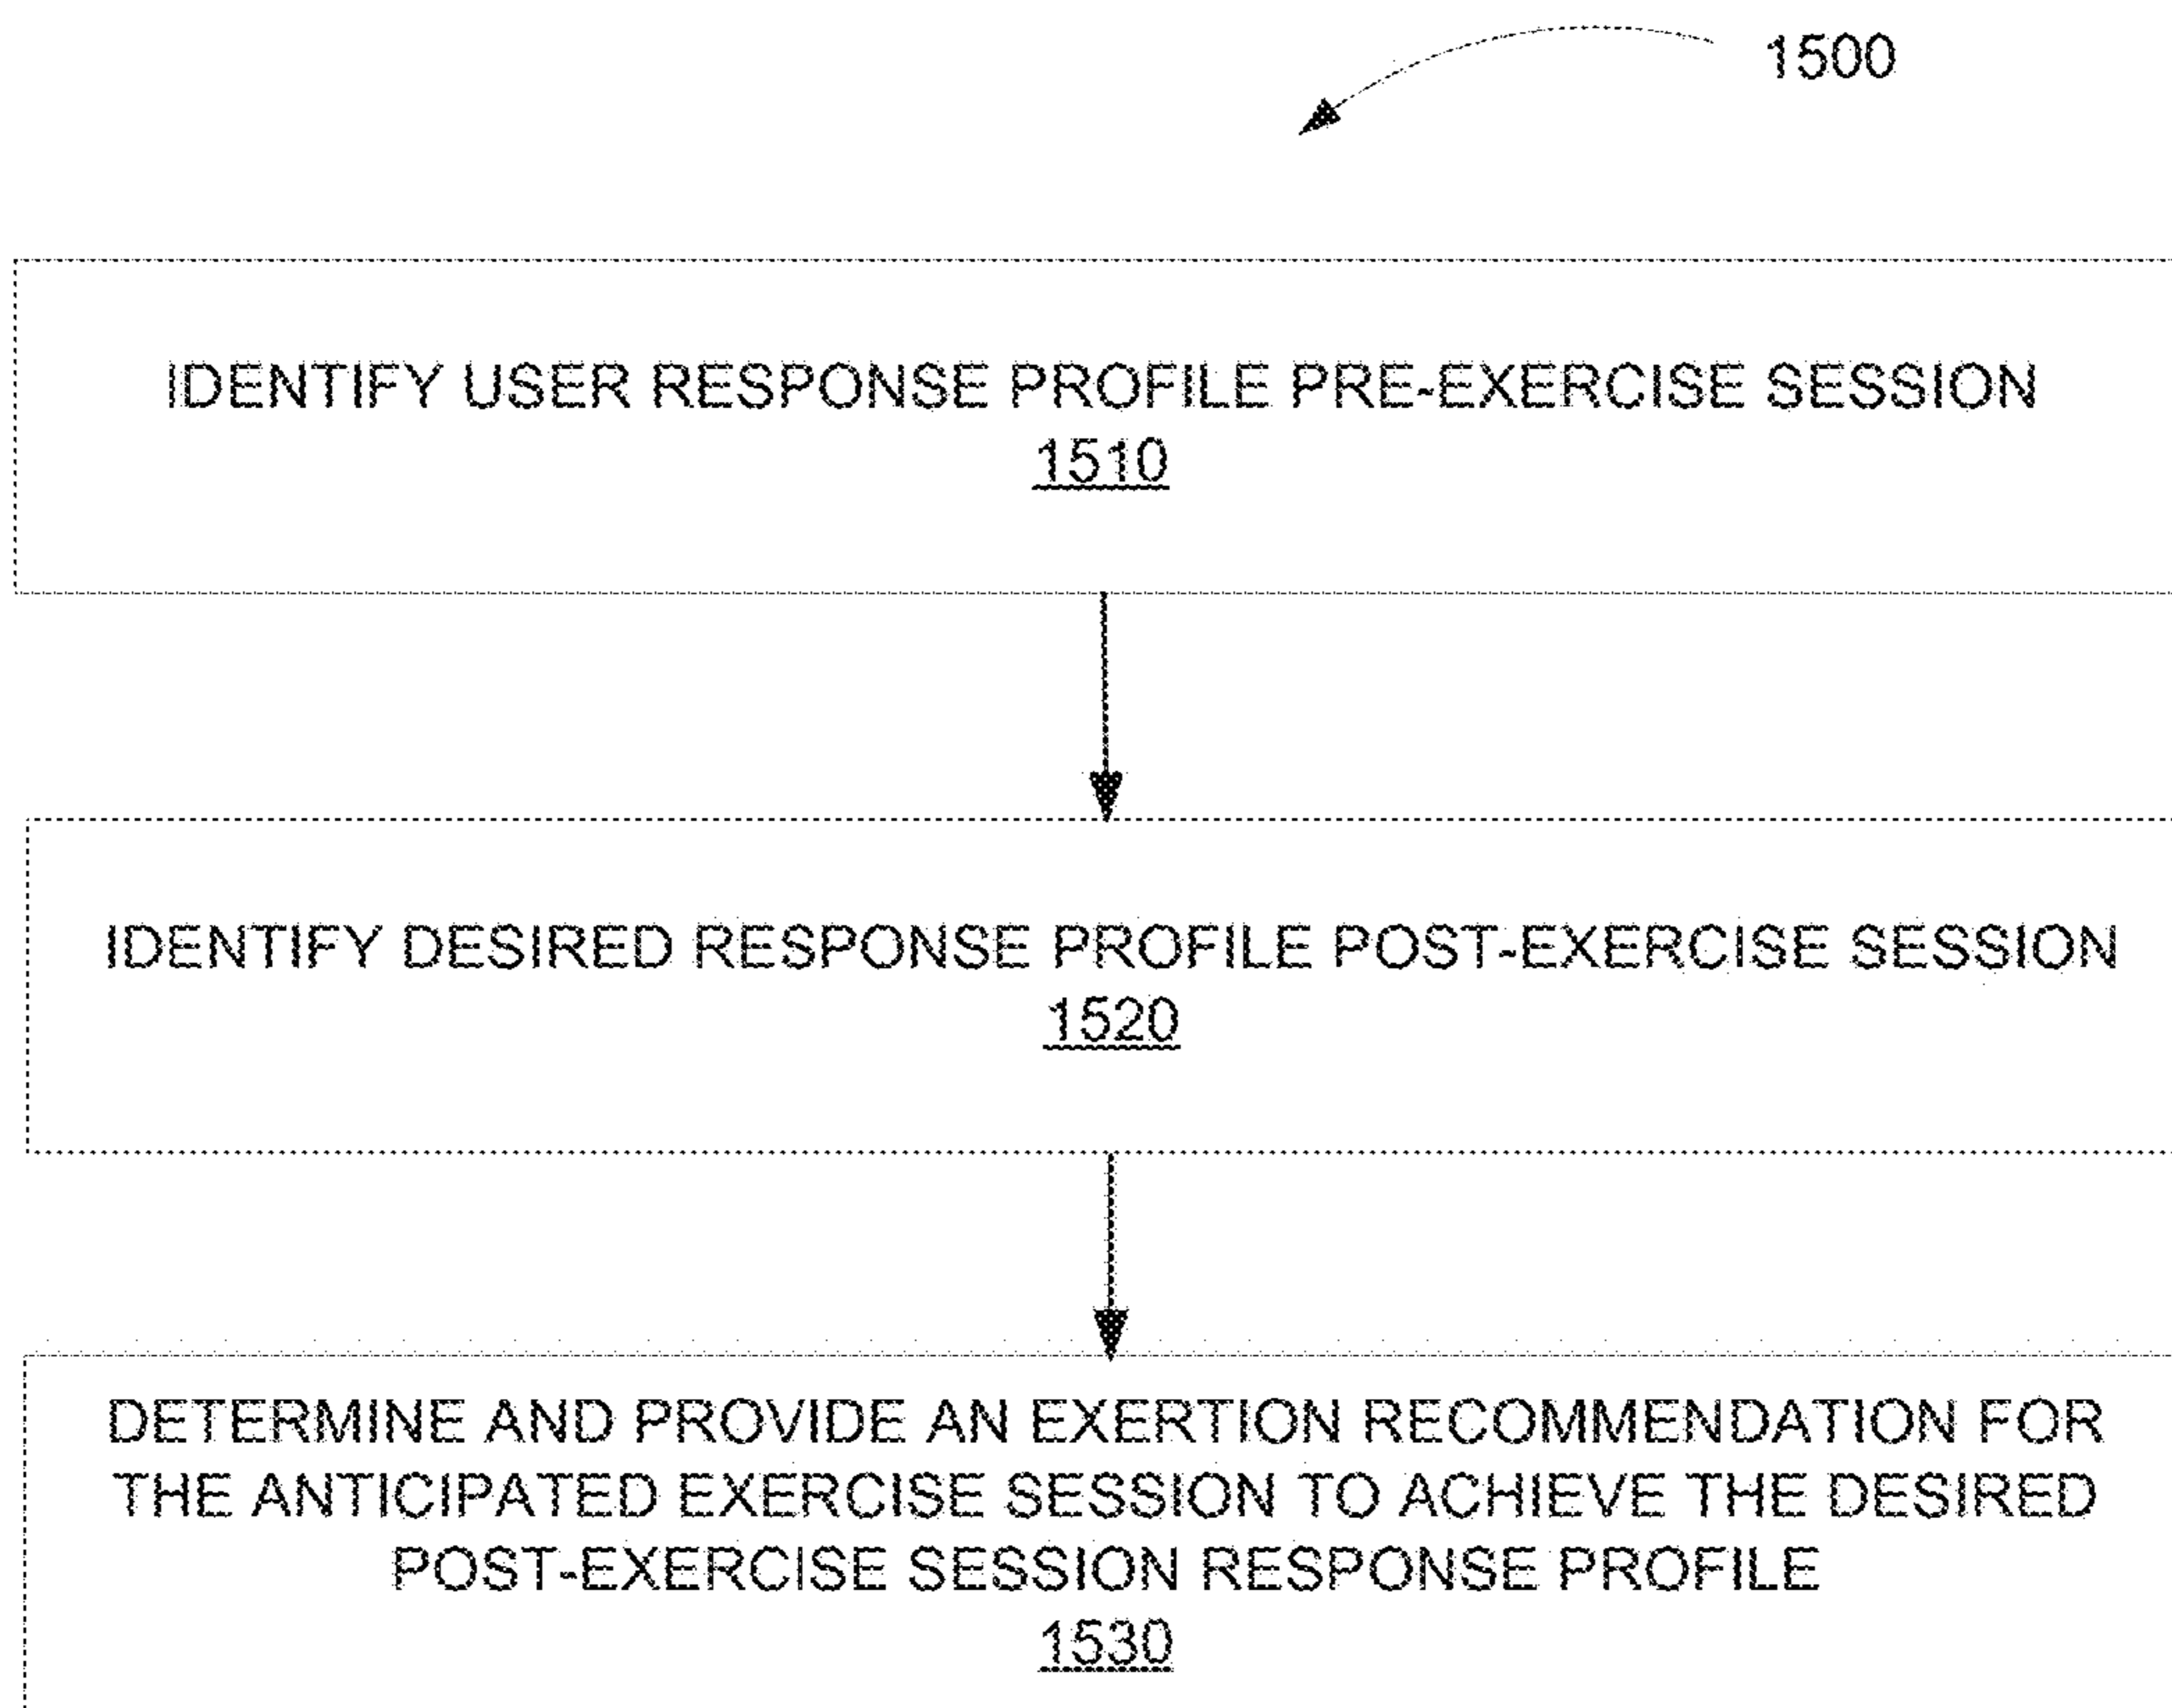 1500
IDENTIFY USER RESPONSE PROFILE PRE-EXERCISE SESSION
1510
IDENTIFY DESIRED RESPONSE PROFILE POST-EXERCISE SESSION
1520
DETERMINE AND PROVIDE AN EXERTION RECOMMENDATION FOR
THE ANTICIPATED EXERCISE SESSION TO ACHIEVE THE DESIRED
POST-EXERCISE SESSION RESPONSE PROFILE
1530